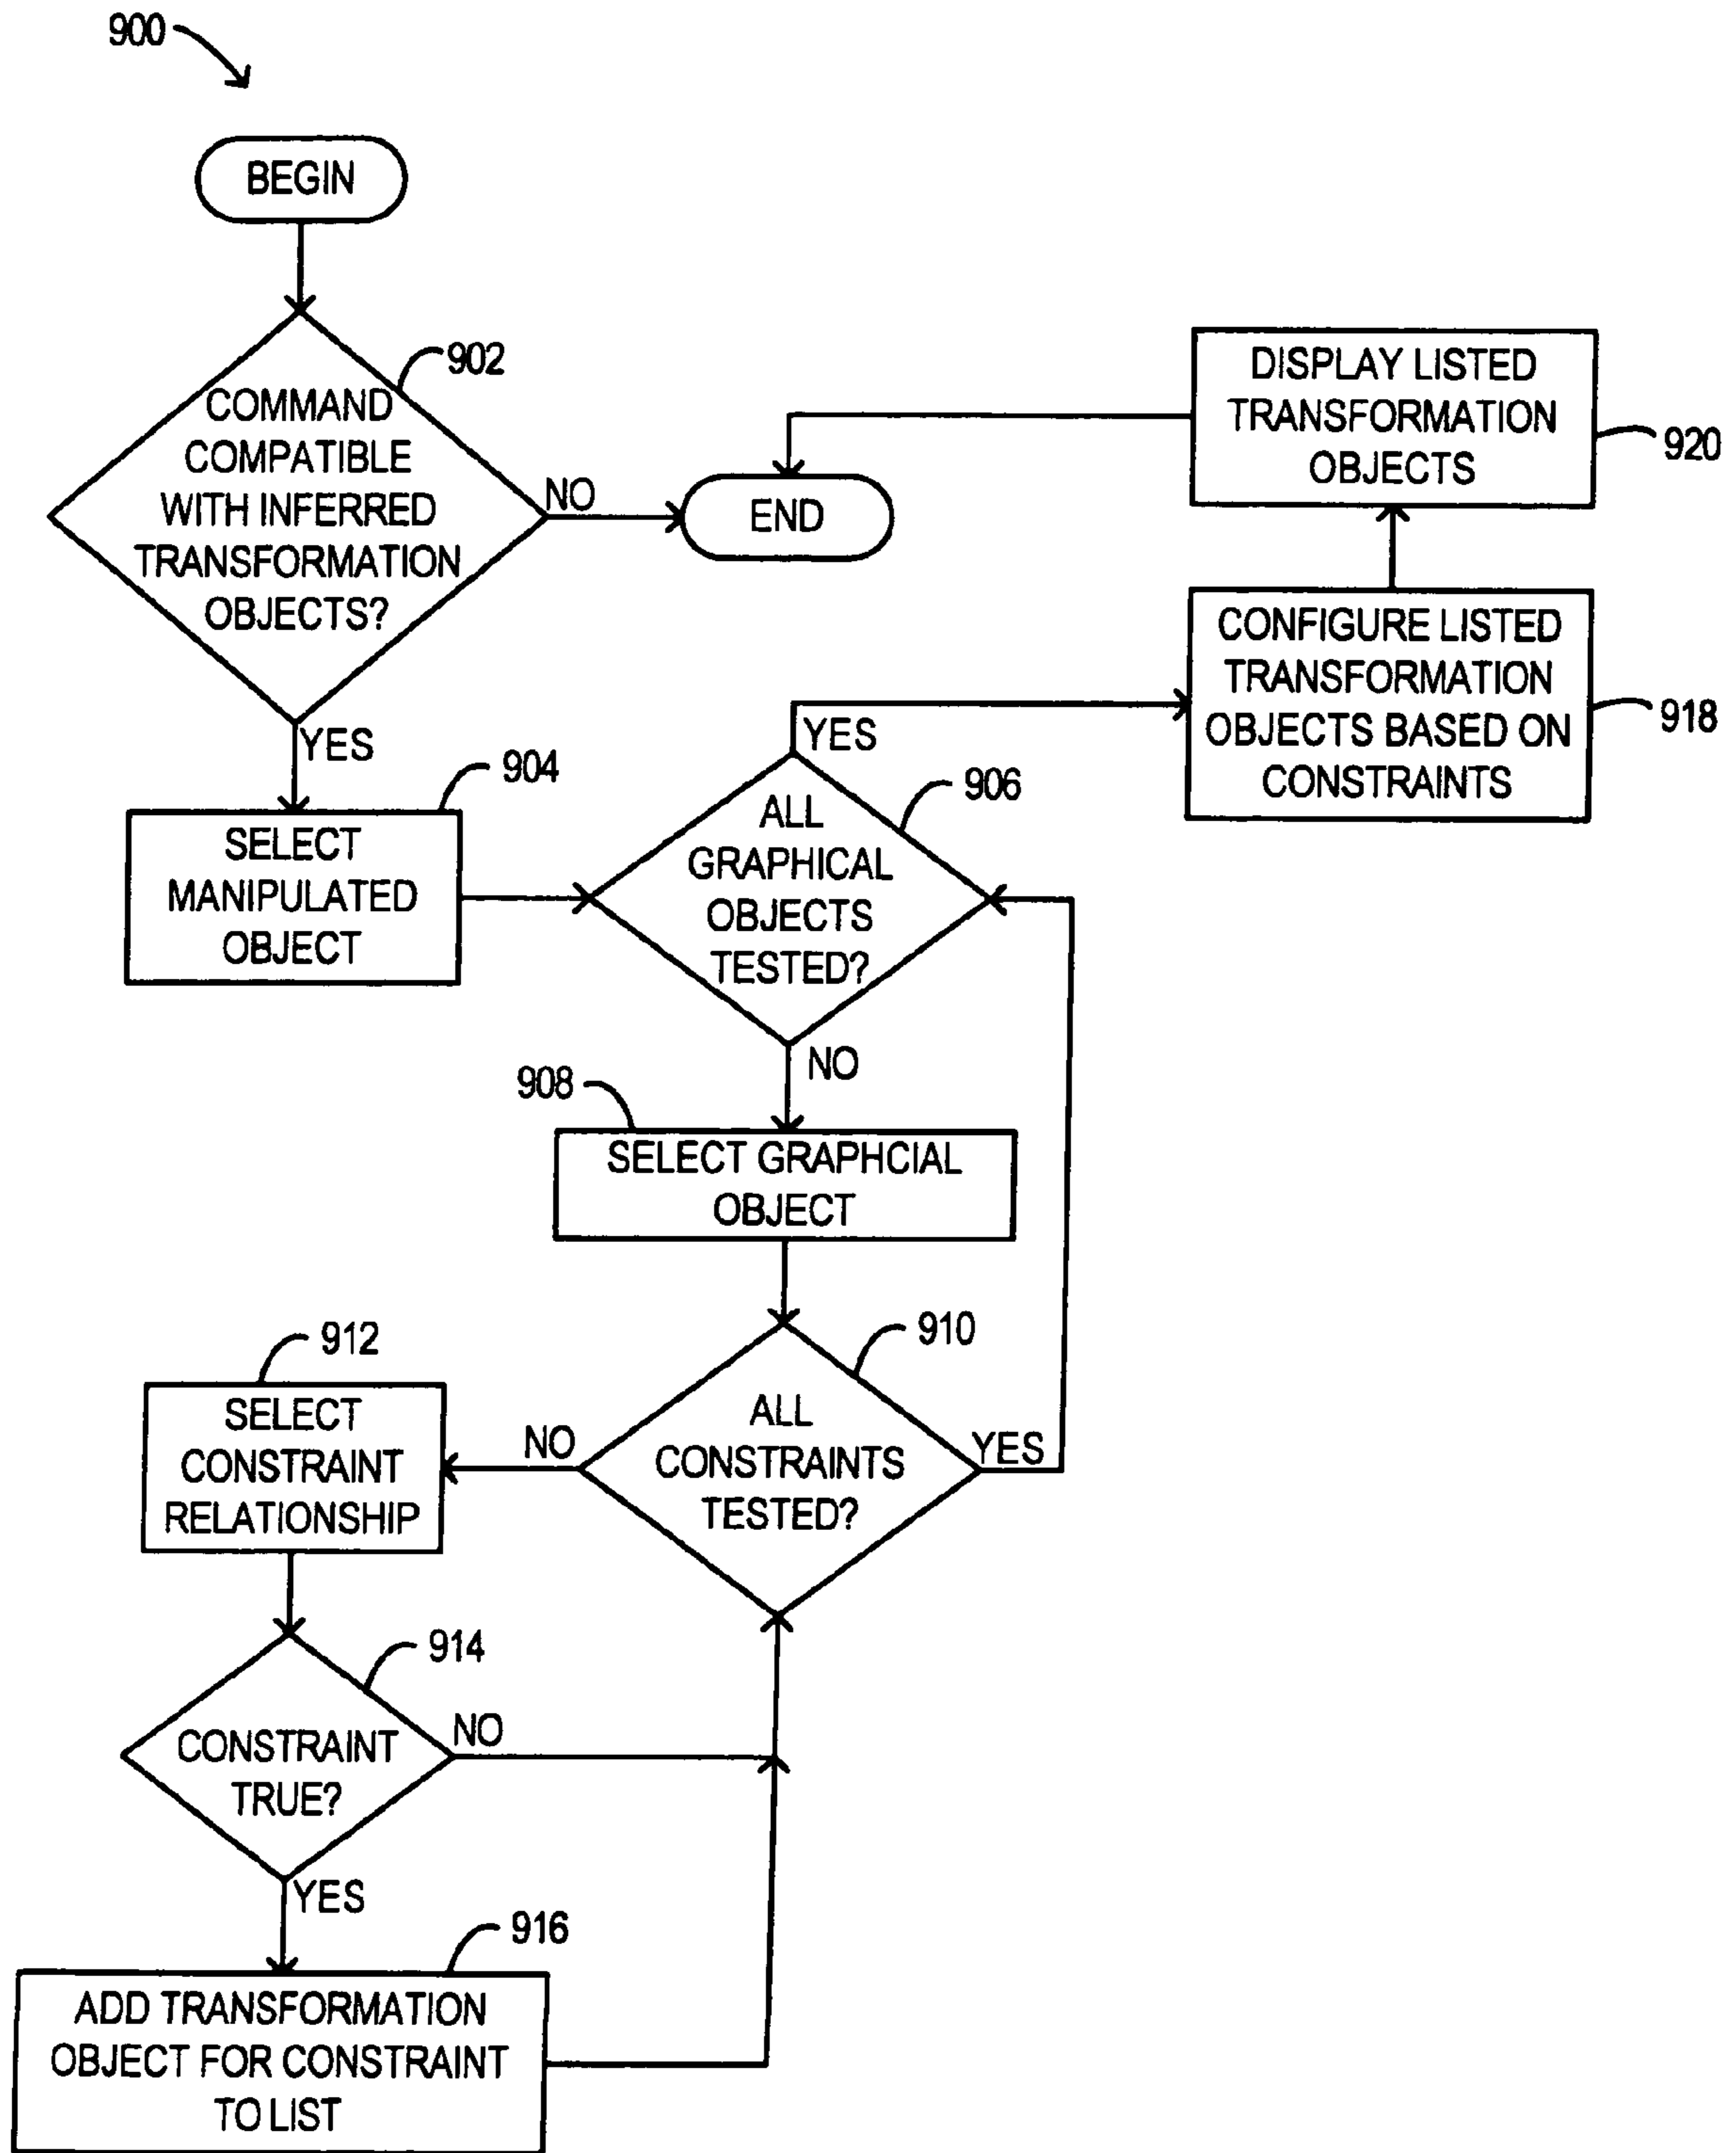 900
BEGIN
902
COMMAND
COMPATIBLE
WITH INFERRED
TRANSFORMATION
OBJECTS?
NO
END
YES
904
SELECT
MANIPULATED
OBJECT
DISPLAY LISTED
TRANSFORMATION
OBJECTS
920
CONFIGURE LISTED
TRANSFORMATION
OBJECTS BASED ON
CONSTRAINTS
918
YES
906
ALL
GRAPHICAL
OBJECTS
TESTED?
NO
908
SELECT GRAPHCIAL
OBJECT
910
ALL
CONSTRAINTS
TESTED?
YES
NO
912
SELECT
CONSTRAINT
RELATIONSHIP
914
CONSTRAINT
TRUE?
NO
YES
916
ADD TRANSFORMATION
OBJECT FOR CONSTRAINT
TO LIST